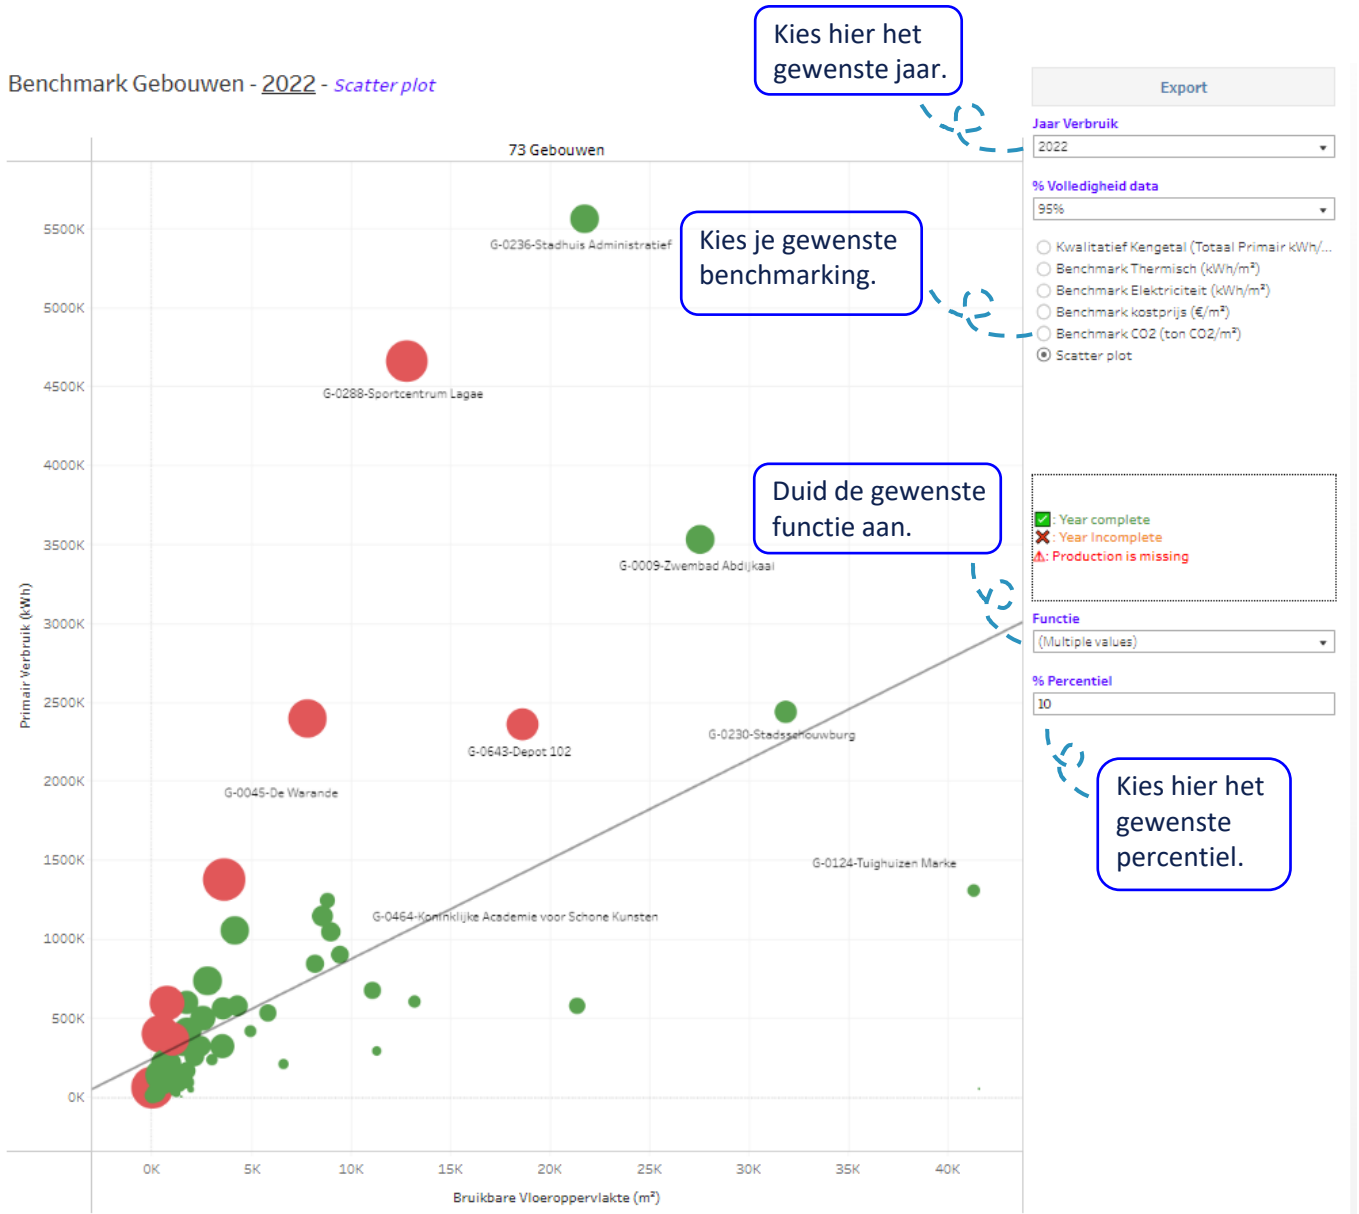 Kies hier het
gewenste jaar.
Benchmark Gebouwen - 2022 - Scatter plot
Export
Jaar Verbruik
2022
% Volledigheid data
95%
Kies je gewenste
benchmarking.
Kwalitatief Kengetal (Totaal Primair kWh/...
Benchmark Thermisch (kWh/m²)
Benchmark Elektriciteit (kWh/m²)
Benchmark kostprijs (€/m²)
Benchmark CO2 (ton CO2/m²)
Scatter plot
Duid de gewenste
functie aan.
: Year complete
: Year Incomplete
: Production is missing
Functie
(Multiple values)
% Percentiel
10
Kies hier het
gewenste
percentiel.
73 Gebouwen
Primair Verbruik (kWh)
5500K
5000K
4500K
4000K
3500K
3000K
2500K
2000K
1500K
1000K
500K
0K
G-0236-Stadhuis Administratief
G-0288-Sportcentrum Lagae
G-0009-Zwembad Abdijkaai
G-0230-Stadsschouwburg
G-0643-Depot 102
G-0045-De Warande
G-0124-Tuighuizen Marke
G-0464-Koninklijke Academie voor Schone Kunsten
0K
5K
10K
15K
20K
25K
30K
35K
40K
Bruikbare Vloeroppervlakte (m²)